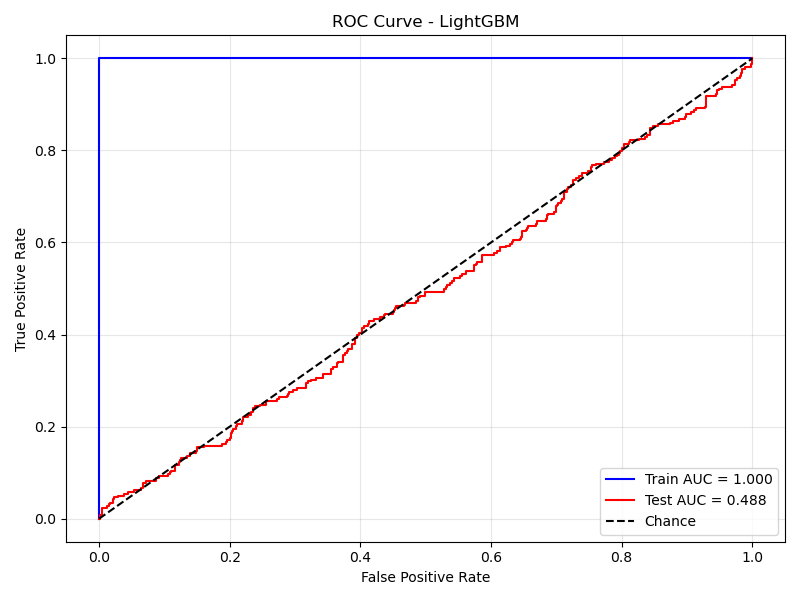 ROC Curve - LightGBM
True Positive Rate
1.0
0.8
0.6
0.4
0.2
0.0
Train AUC = 1.000
Test AUC = 0.488
Chance
0.0 0.2 0.4 0.6 0.8 1.0
False Positive Rate